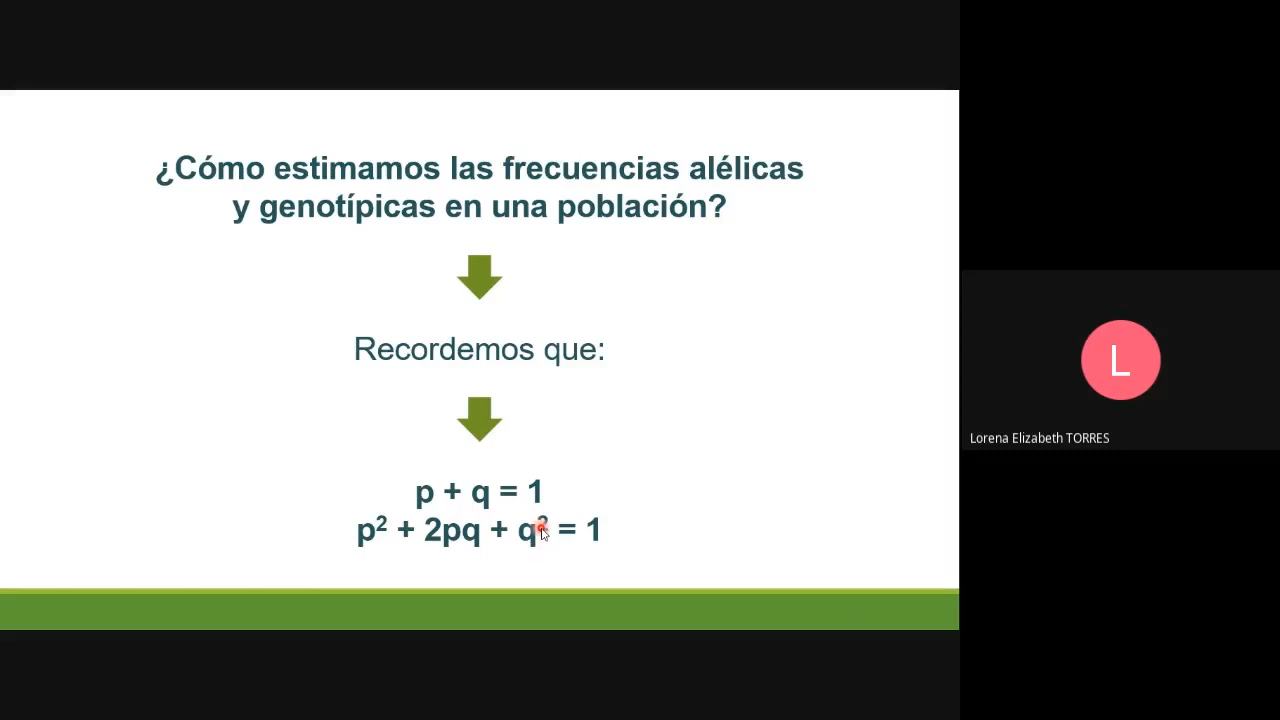 ¿Cómo estimamos las frecuencias alélicas
y genotípicas en una población?
Recordemos que:
p + q = 1
p² + 2pq + q² = 1
L
Lorena Elizabeth TORRES